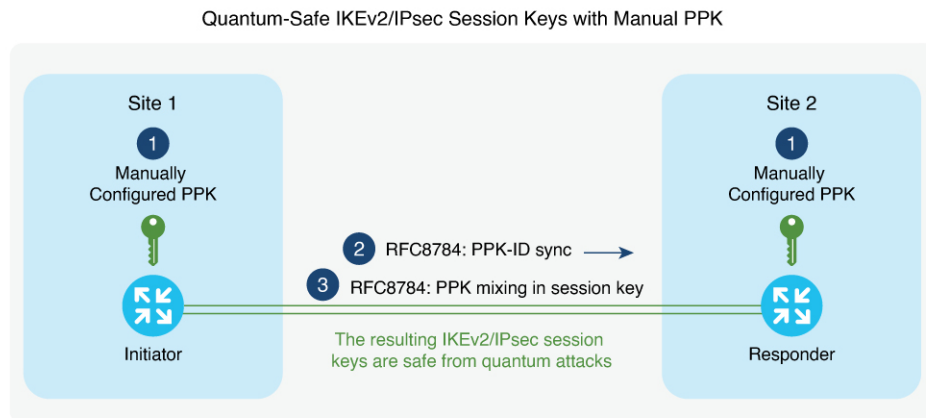 Quantum-Safe IKEv2/IPsec Session Keys with Manual PPK
Site 1
1
Manually
Configured PPK
Initiator
2 RFC8784: PPK-ID sync
3 RFC8784: PPK mixing in session key
The resulting IKEv2/IPsec session
keys are safe from quantum attacks
Site 2
1
Manually
Configured PPK
Responder